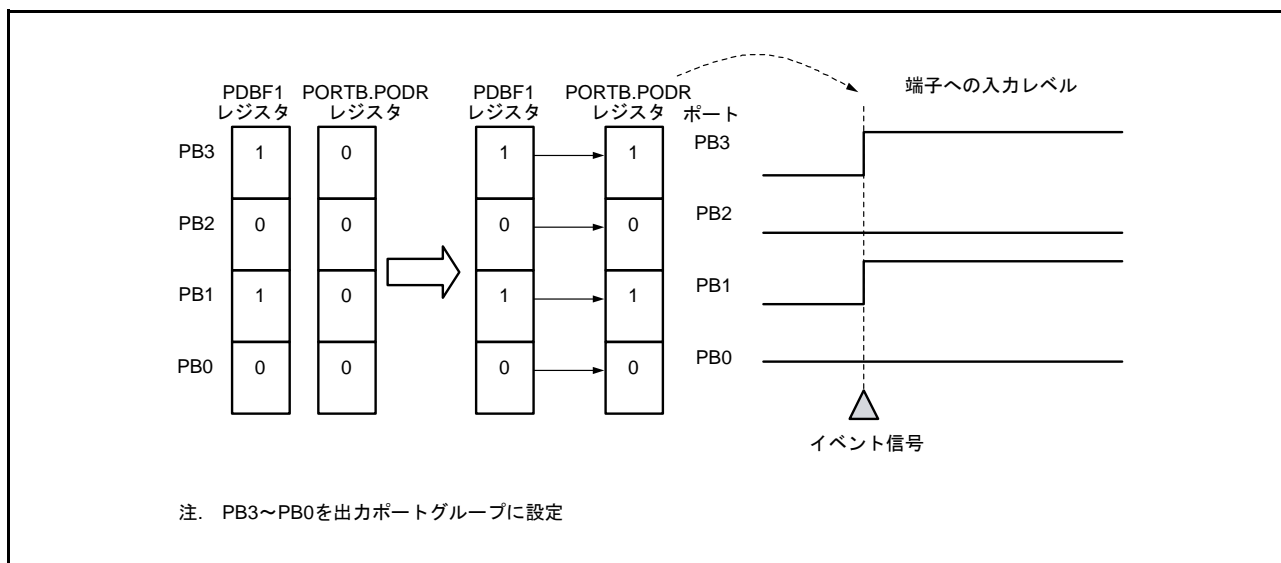 PDBF1 PORTB.PODR PDBF1 PORTB.PODR 端子への入力レベル
レジスタ レジスタ レジスタ レジスタ ポート
PB3 1 0 1 1 PB3
PB2 0 0 0 0 PB2
PB1 1 0 1 1 PB1
PB0 0 0 0 0 PB0
イベント信号
注. PB3～PB0を出力ポートグループに設定